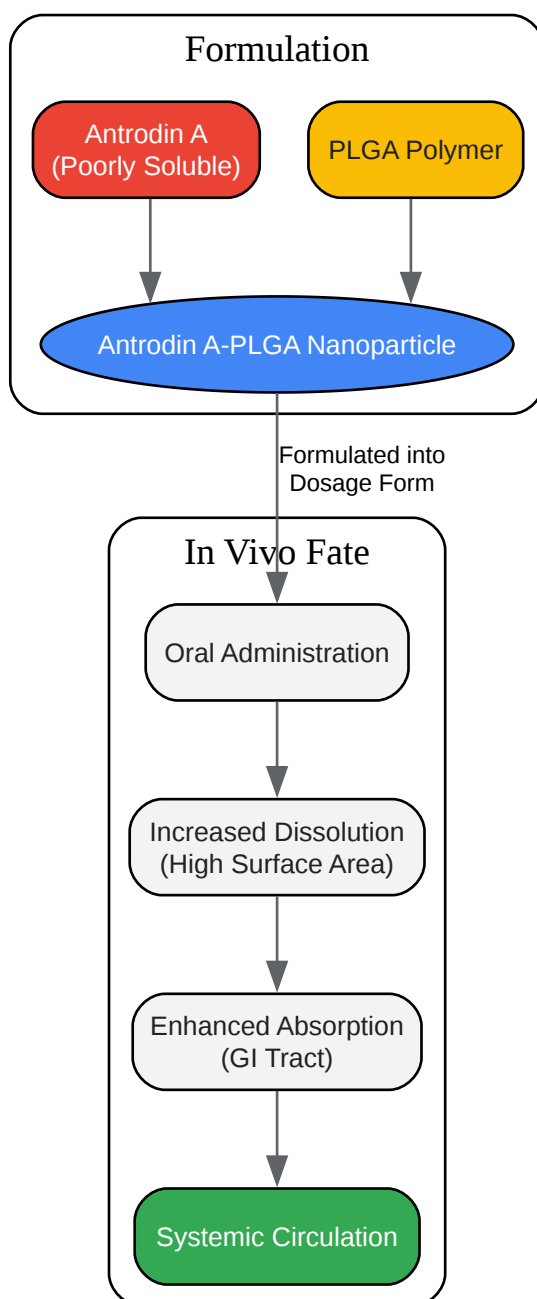 Formulation
Antrodin A
(Poorly Soluble)
PLGA Polymer
Antrodin A-PLGA Nanoparticle
Formulated into
Dosage Form
In Vivo Fate
Oral Administration
Increased Dissolution
(High Surface Area)
Enhanced Absorption
(GI Tract)
Systemic Circulation